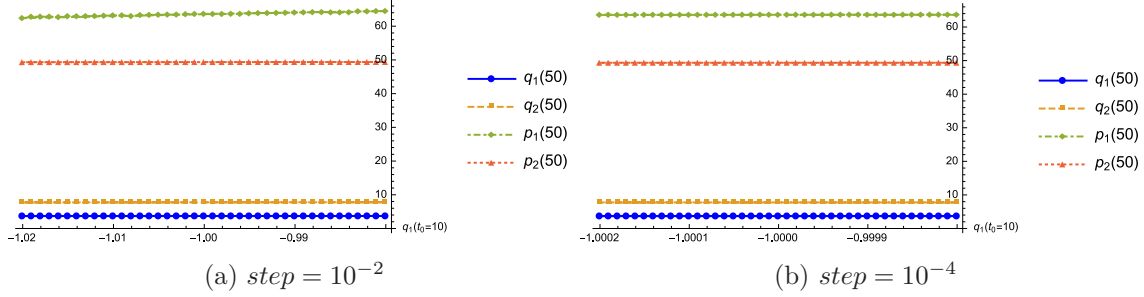 60
50
40
30
20
10
q₁(t₀=10)
-1.02 -1.01 -1.00 -0.99
q₁(50)
q₂(50)
p₁(50)
p₂(50)
(a) step = 10⁻²
60
50
40
30
20
10
q₁(t₀=10)
-1.0002 -1.0001 -1.0000 -0.9999
q₁(50)
q₂(50)
p₁(50)
p₂(50)
(b) step = 10⁻⁴